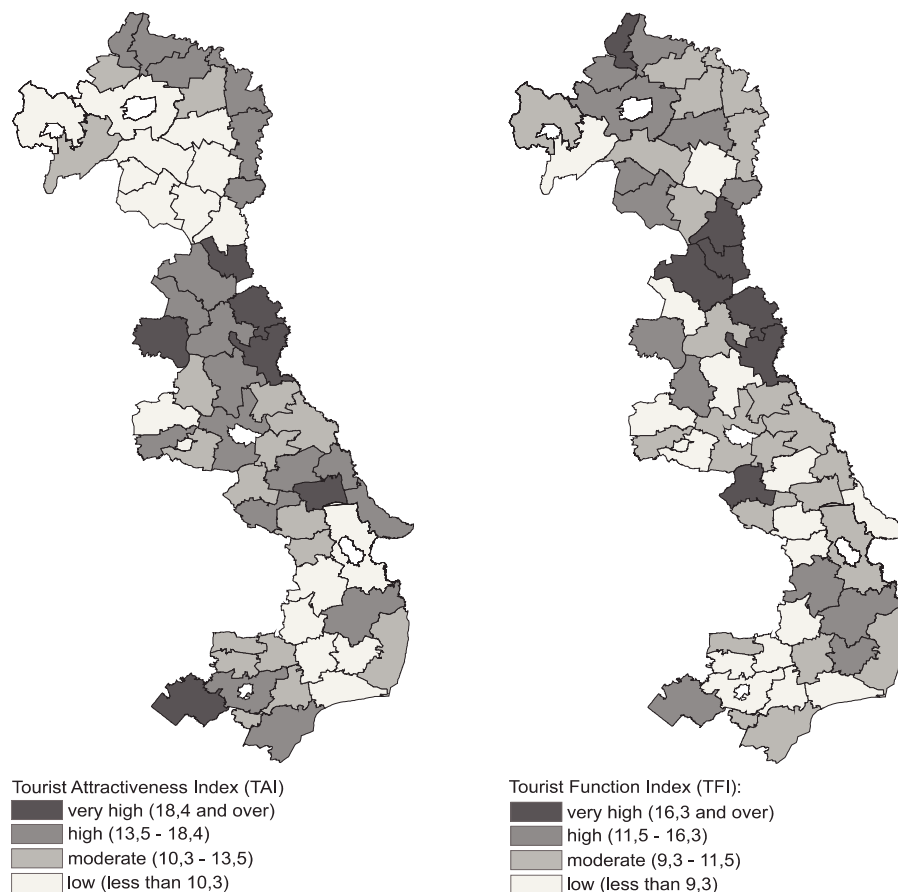 Tourist Attractiveness Index (TAI)
very high (18,4 and over)
high (13,5 - 18,4)
moderate (10,3 - 13,5)
low (less than 10,3)
Tourist Function Index (TFI):
very high (16,3 and over)
high (11,5 - 16,3)
moderate (9,3 - 11,5)
low (less than 9,3)